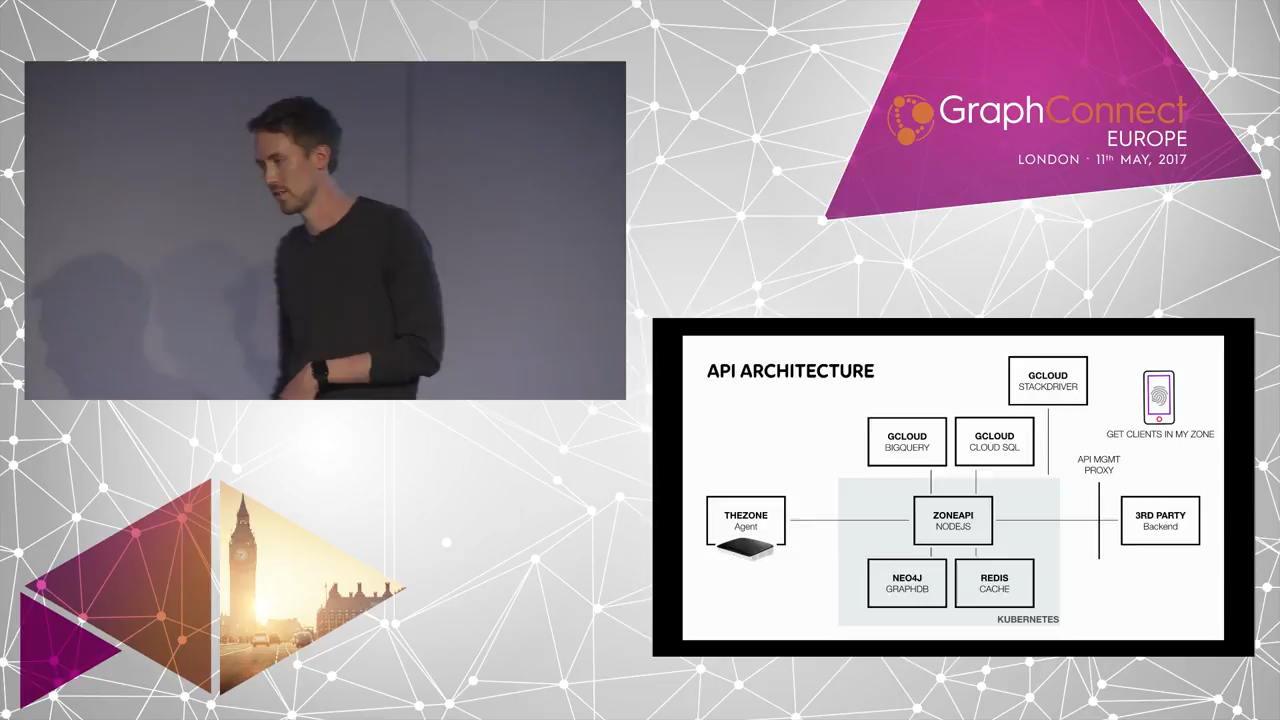 GraphConnect
EUROPE
LONDON · 11th MAY, 2017
API ARCHITECTURE
GCLOUD
STACKDRIVER
GET CLIENTS IN MY ZONE
GCLOUD
BIGQUERY
GCLOUD
CLOUD SQL
API MGMT
PROXY
THEZONE
Agent
ZONEAPI
NODEJS
3RD PARTY
Backend
NEO4J
GRAPHDB
REDIS
CACHE
KUBERNETES